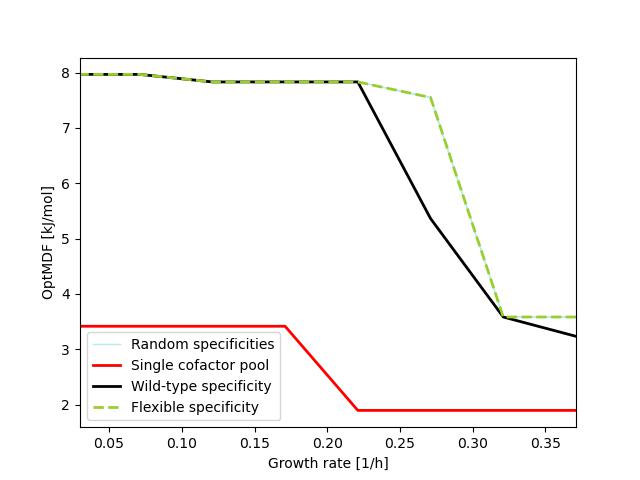 8
7
6
5
4
3
2
OptMDF [kJ/mol]
Random specificities
Single cofactor pool
Wild-type specificity
Flexible specificity
0.05 0.10 0.15 0.20 0.25 0.30 0.35
Growth rate [1/h]